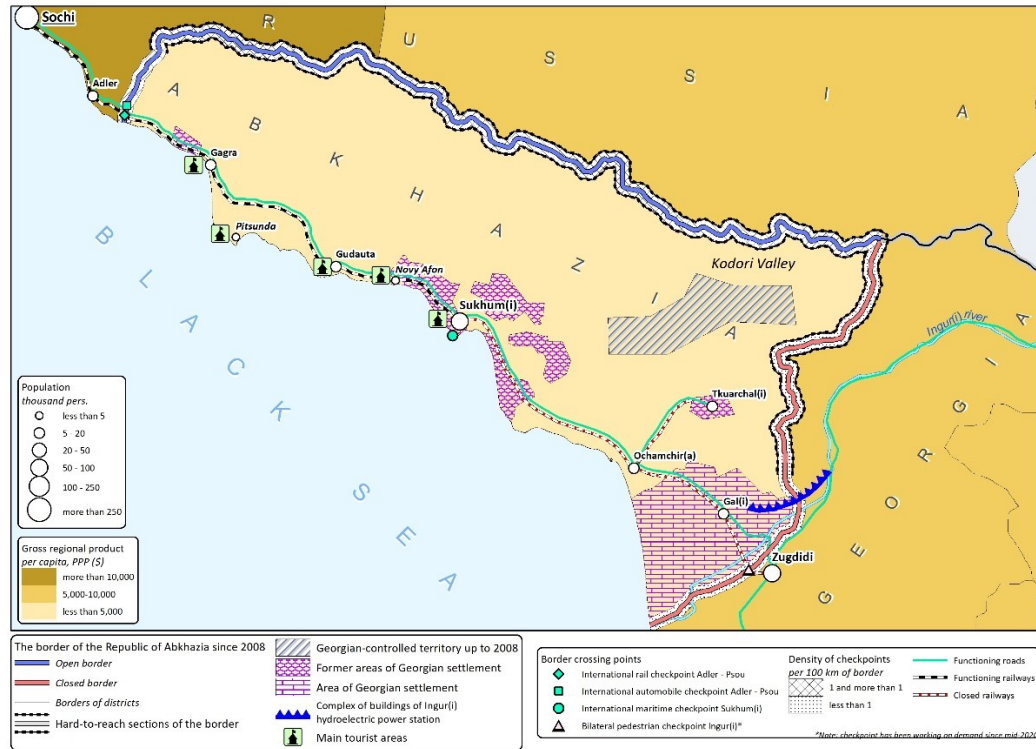 Sochi
RUSSIA
Adler
ABKHAZIA
Gagra
Pitsunda
Gudauta
Novy Afon
Kodori Valley
Sukhum(i)
BLACK SEA
Ingur(i) river
GEORGIA
Tkuarchal(i)
Ochamchir(a)
Gal(i)
Zugdidi
Population
thousand pers.
less than 5
5 - 20
20 - 50
50 - 100
100 - 250
more than 250
Gross regional product
per capita, PPP ($)
more than 10,000
5,000-10,000
less than 5,000
The border of the Republic of Abkhazia since 2008
Open border
Closed border
Borders of districts
Hard-to-reach sections of the border
Georgian-controlled territory up to 2008
Former areas of Georgian settlement
Area of Georgian settlement
Complex of buildings of Ingur(i)
hydroelectric power station
Main tourist areas
Border crossing points
International rail checkpoint Adler - Psou
International automobile checkpoint Adler - Psou
International maritime checkpoint Sukhum(i)
Bilateral pedestrian checkpoint Ingur(i)*
Density of checkpoints
per 100 km of border
1 and more than 1
less than 1
Functioning roads
Functioning railways
Closed railways
*Note: checkpoint has been working on demand since mid-